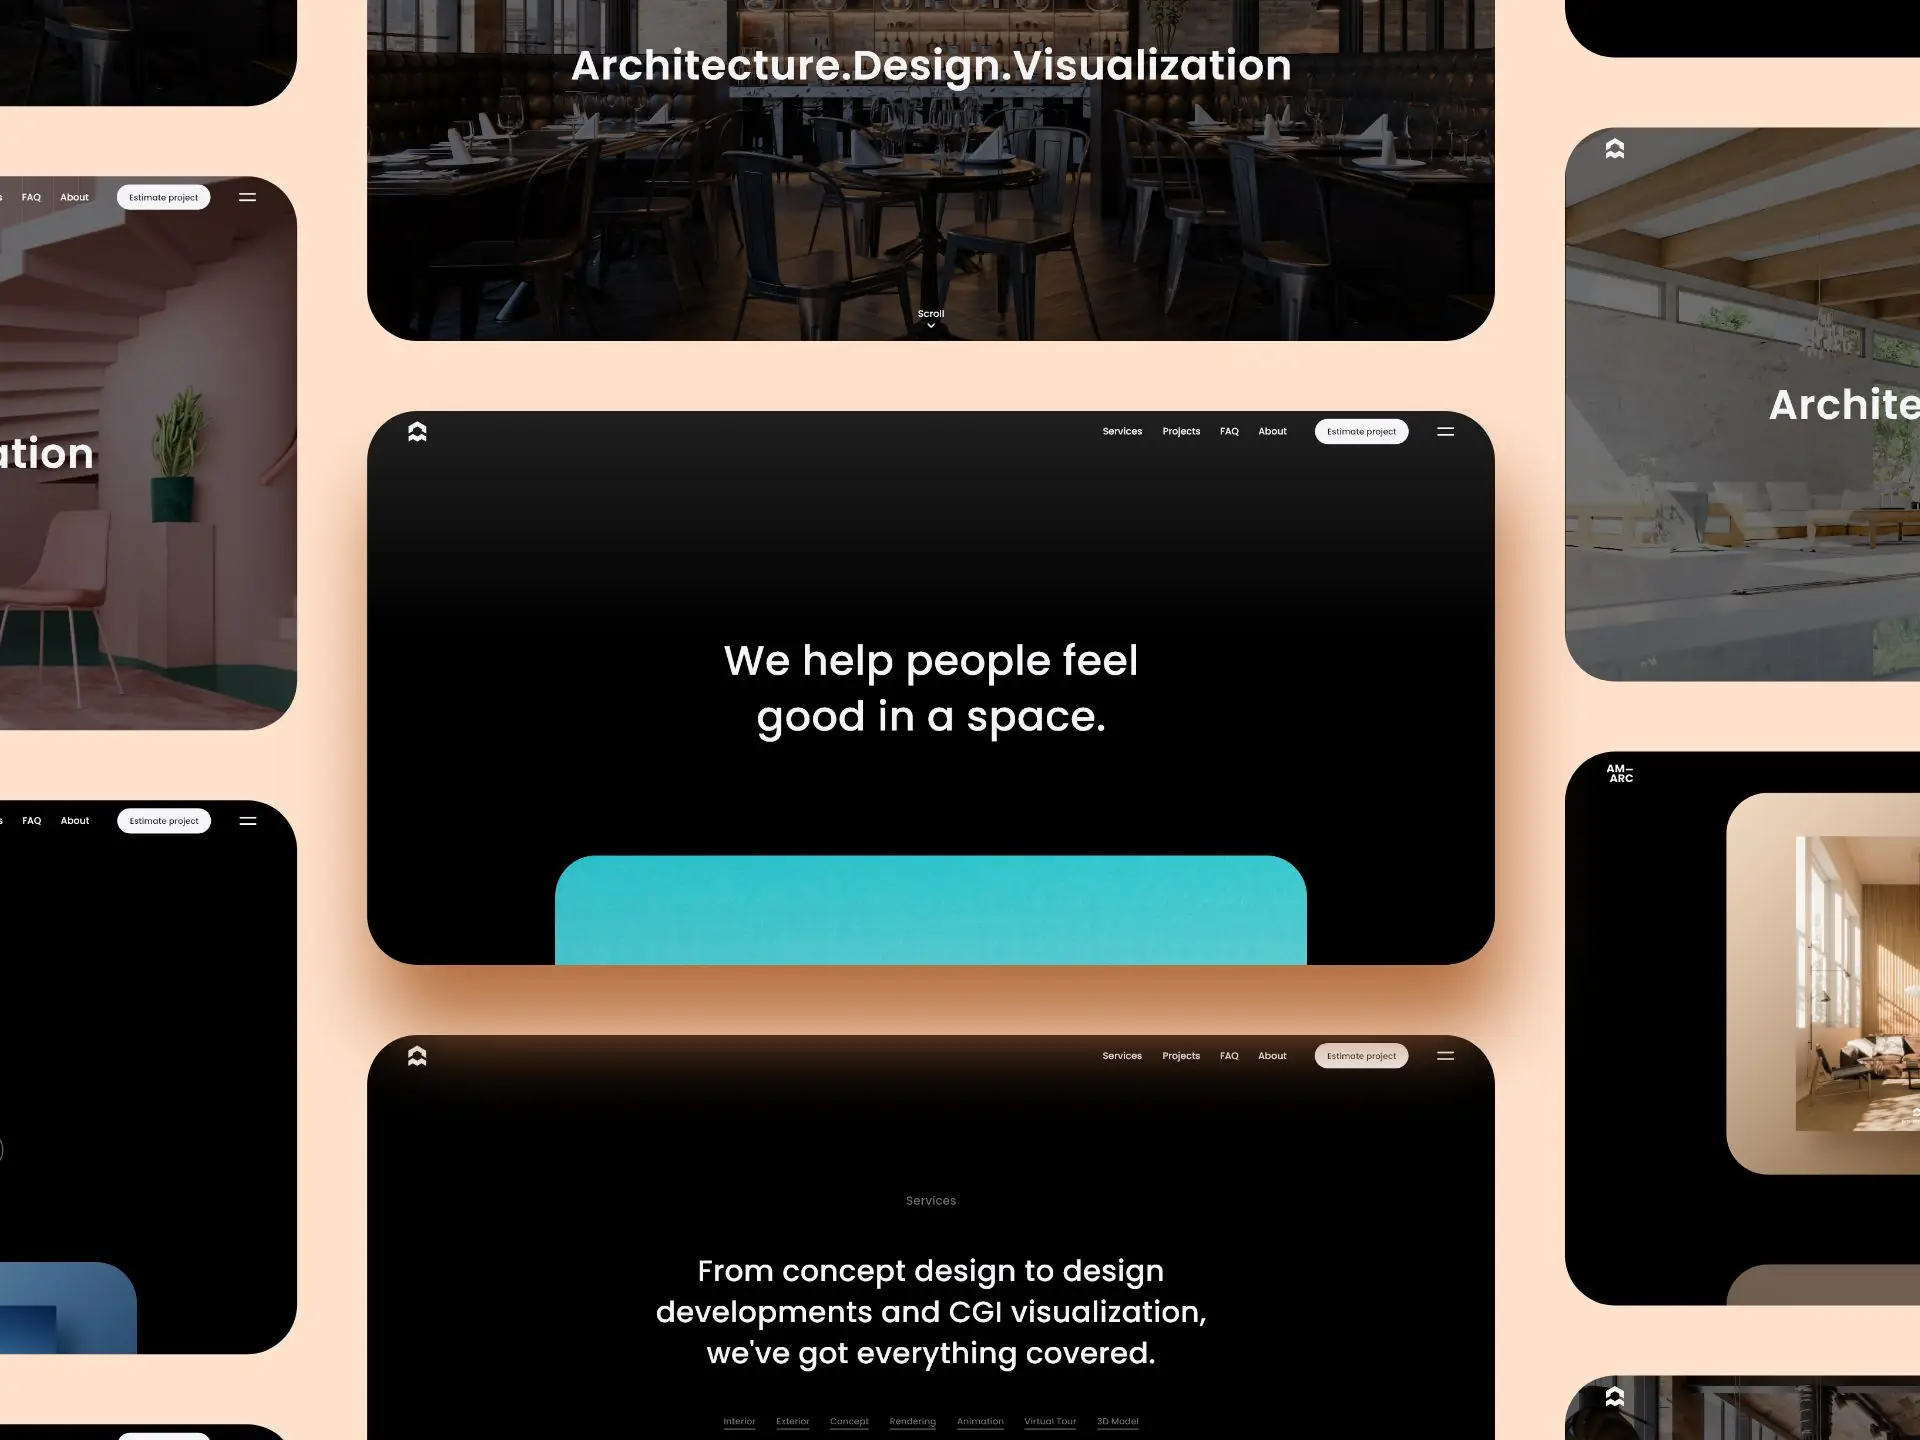 Architecture.Design.Visualization
Scroll
FAQ About Estimate project
ation
Services Projects FAQ About Estimate project
We help people feel
good in a space.
Archite
FAQ About Estimate project
AM—
ARC
Services Projects FAQ About Estimate project
Services
From concept design to design
developments and CGI visualization,
we've got everything covered.
Interior Exterior Concept Rendering Animation Virtual Tour 3D Model